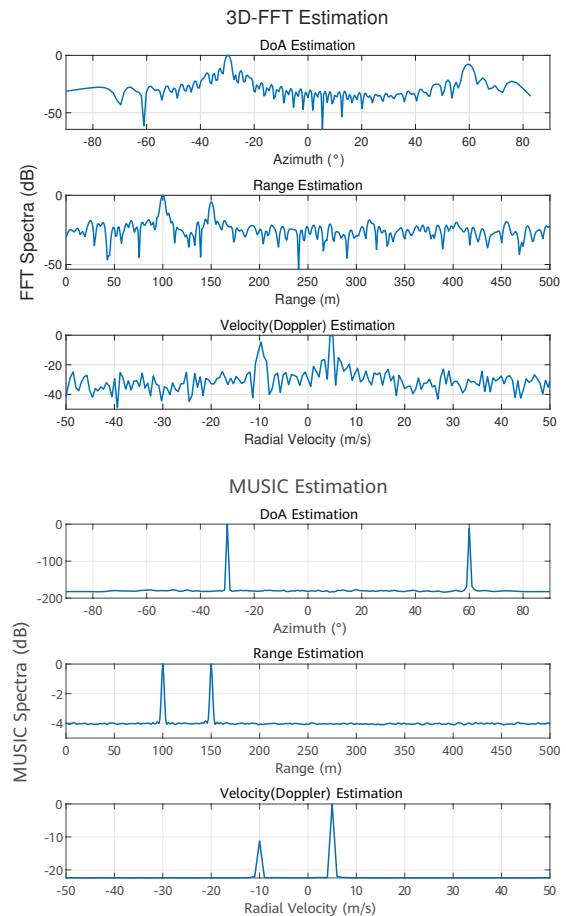 3D-FFT Estimation
DoA Estimation
0
-50
-80 -60 -40 -20 0 20 40 60 80
Azimuth (°)
FFT Spectra (dB)
Range Estimation
0
-50
0 50 100 150 200 250 300 350 400 450 500
Range (m)
Velocity(Doppler) Estimation
0
-20
-40
-50 -40 -30 -20 -10 0 10 20 30 40 50
Radial Velocity (m/s)
MUSIC Estimation
DoA Estimation
0
-100
-200
-80 -60 -40 -20 0 20 40 60 80
Azimuth (°)
MUSIC Spectra (dB)
Range Estimation
0
-2
-4
0 50 100 150 200 250 300 350 400 450 500
Range (m)
Velocity(Doppler) Estimation
0
-10
-20
-50 -40 -30 -20 -10 0 10 20 30 40 50
Radial Velocity (m/s)